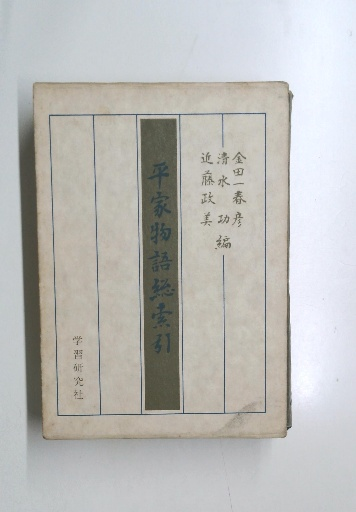 金田一春彦
清水功 編
近藤政美
平家物語総索引
学習研究社